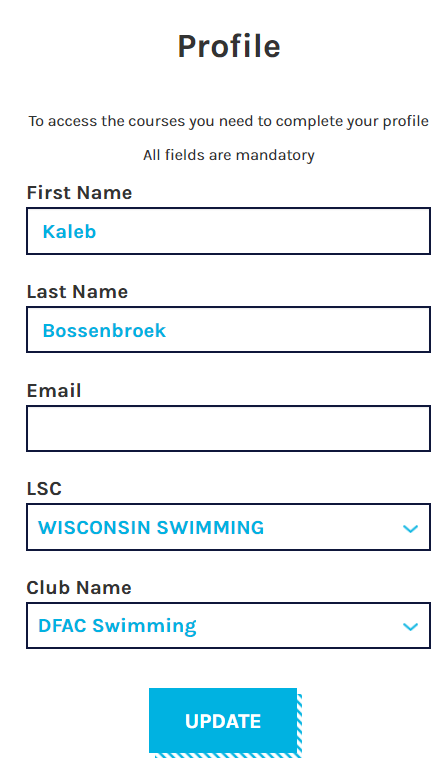 Profile
To access the courses you need to complete your profile
All fields are mandatory
First Name
Kaleb
Last Name
Bossenbroek
Email
LSC
WISCONSIN SWIMMING
Club Name
DFAC Swimming
UPDATE